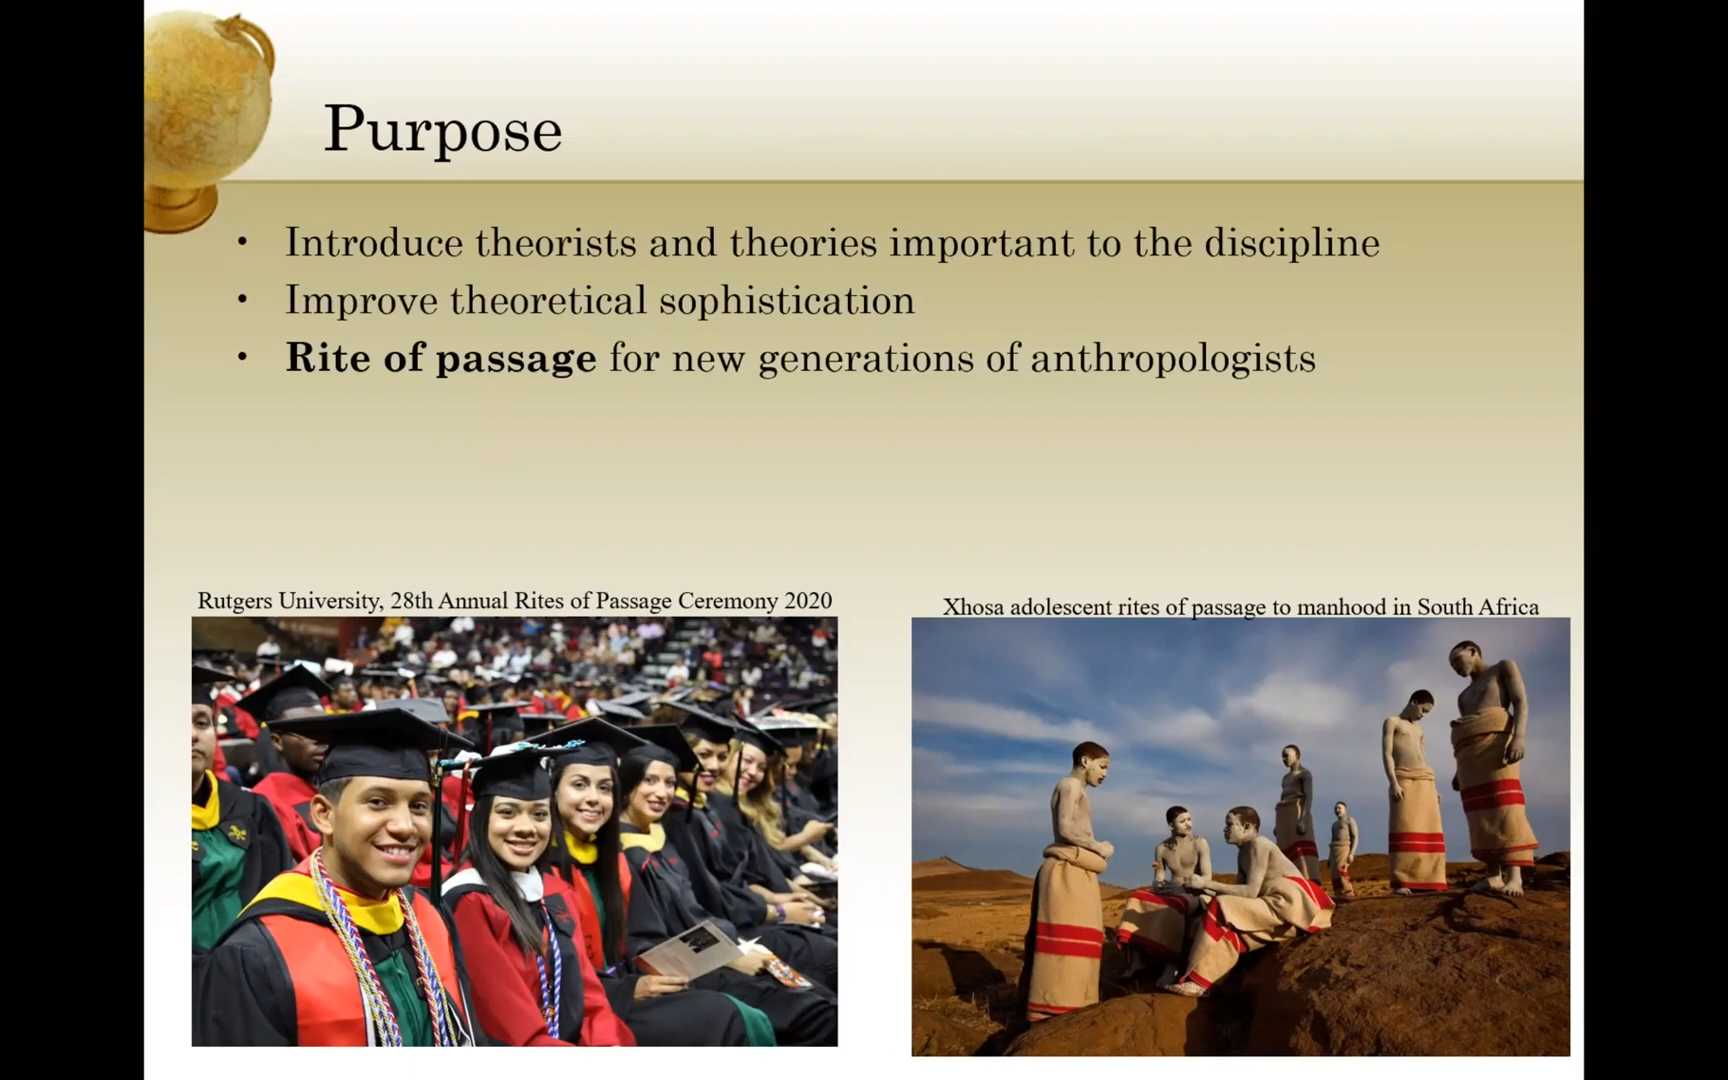 Purpose
• Introduce theorists and theories important to the discipline
• Improve theoretical sophistication
• Rite of passage for new generations of anthropologists
Rutgers University, 28th Annual Rites of Passage Ceremony 2020
Xhosa adolescent rites of passage to manhood in South Africa